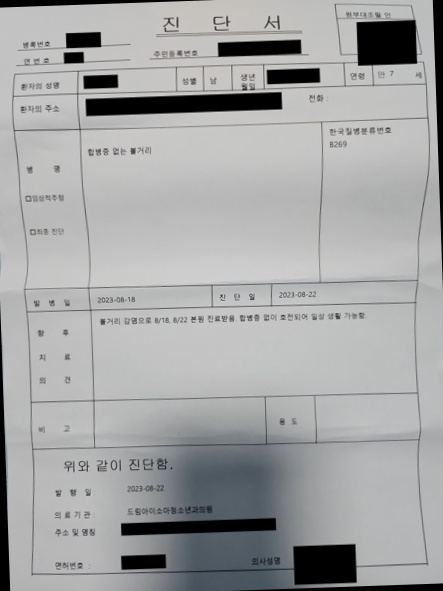 진 단 서
원부대조필 인
병록번호
연 번 호
주민등록번호
환자의 성명 성별 남 생년월일 연령 만 7 세
환자의 주소 전화 :
병 명
합병증 없는 볼거리
한국질병분류번호
B269
□임상적추정
□최종 진단
발 병 일 2023-08-18 진 단 일 2023-08-22
향 후 치 료 의 견
볼거리 감염으로 8/18, 8/22 본원 진료받음. 합병증 없이 호전되어 일상 생활 가능함.
비 고 용 도
위와 같이 진단함.
발 행 일 2023-08-22
의 료 기 관 : 드림아이소아청소년과의원
주소 및 명칭
면허번호 : 의사성명